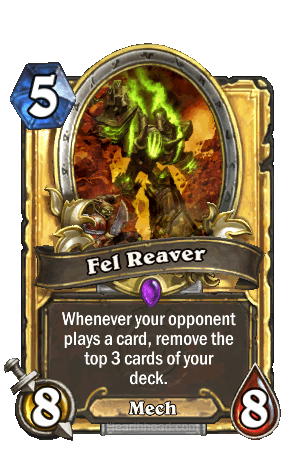 5
Fel Reaver
Whenever your opponent
plays a card, remove the
top 3 cards of your
deck.
8
Mech
8